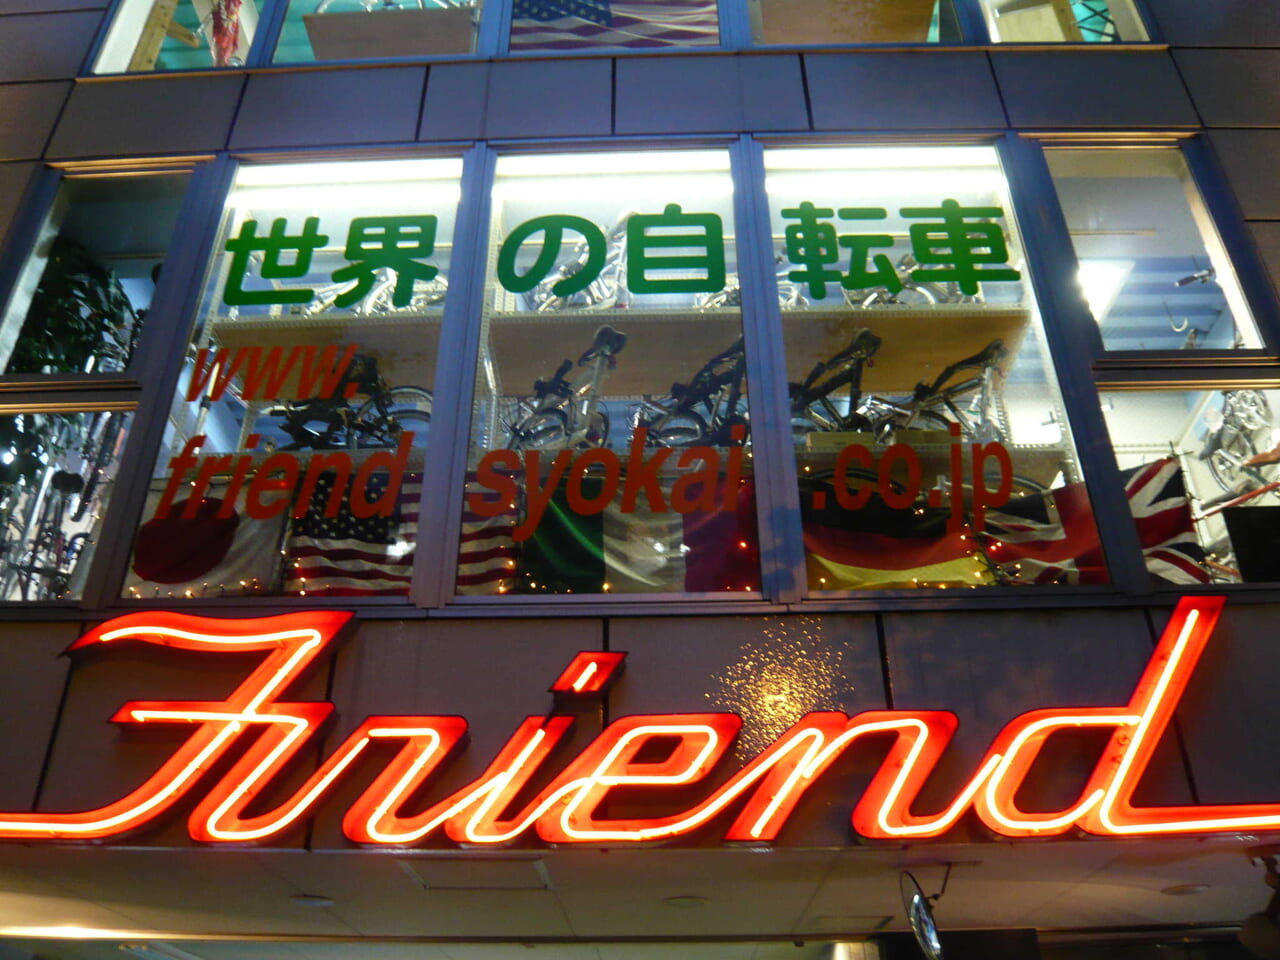 世界の自転車
www.
friend syokai .co.jp
Friend